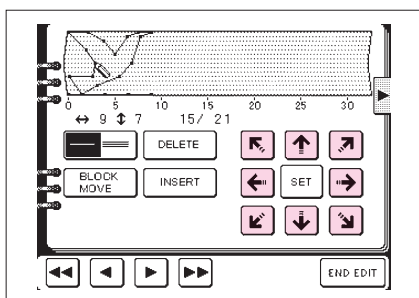 0 5 10 15 20 25 30
↔ 9 ↕ 7 15/ 21
DELETE
BLOCK MOVE
INSERT
SET
END EDIT